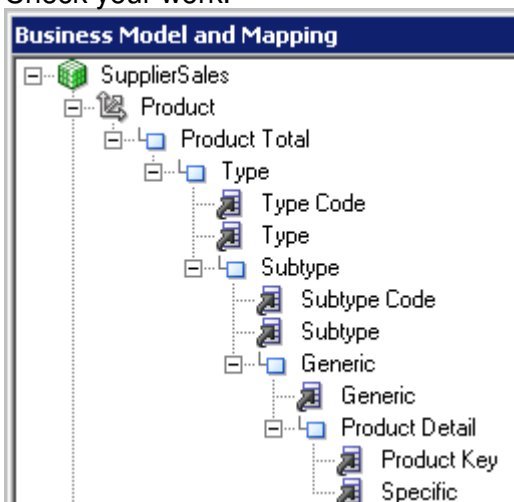 Check your work.
Business Model and Mapping
SupplierSales
Product
Product Total
Type
Type Code
Type
Subtype
Subtype Code
Subtype
Generic
Generic
Product Detail
Product Key
Specific